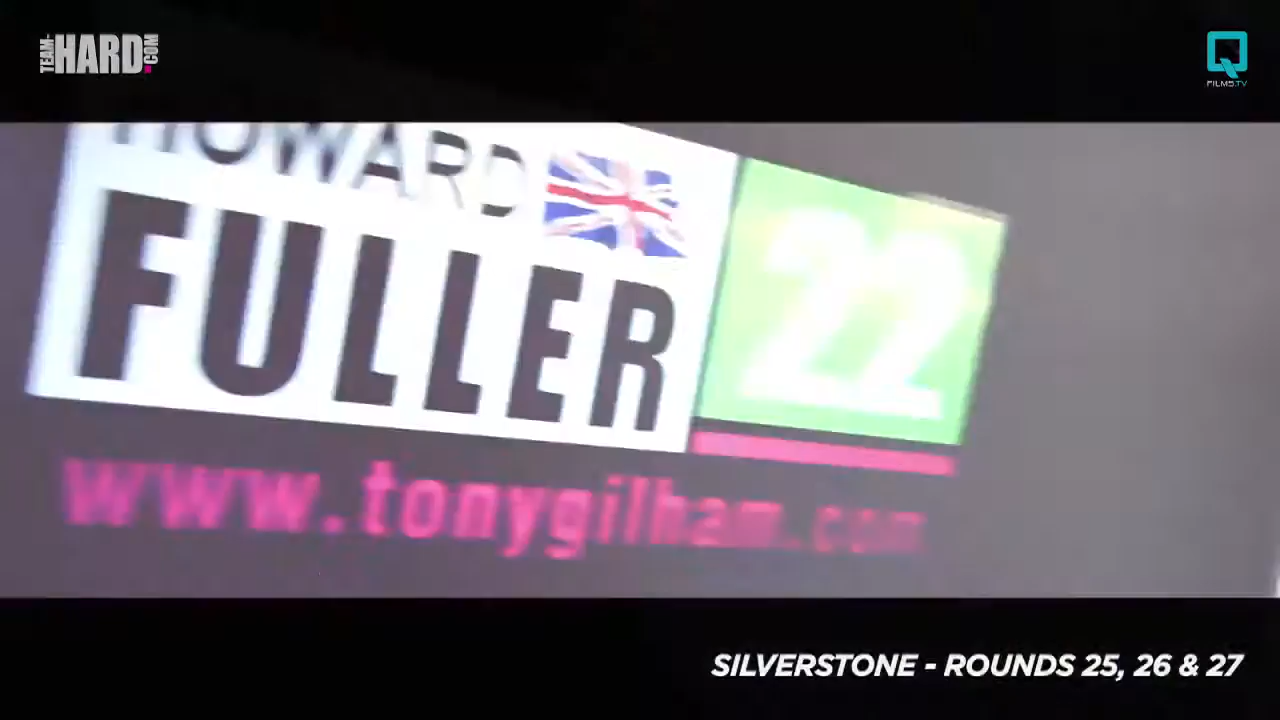 TEAM-HARD.COM
Q
FILMS.TV
HOWARD
FULLER
22
www.tonygilham.com
SILVERSTONE - ROUNDS 25, 26 & 27